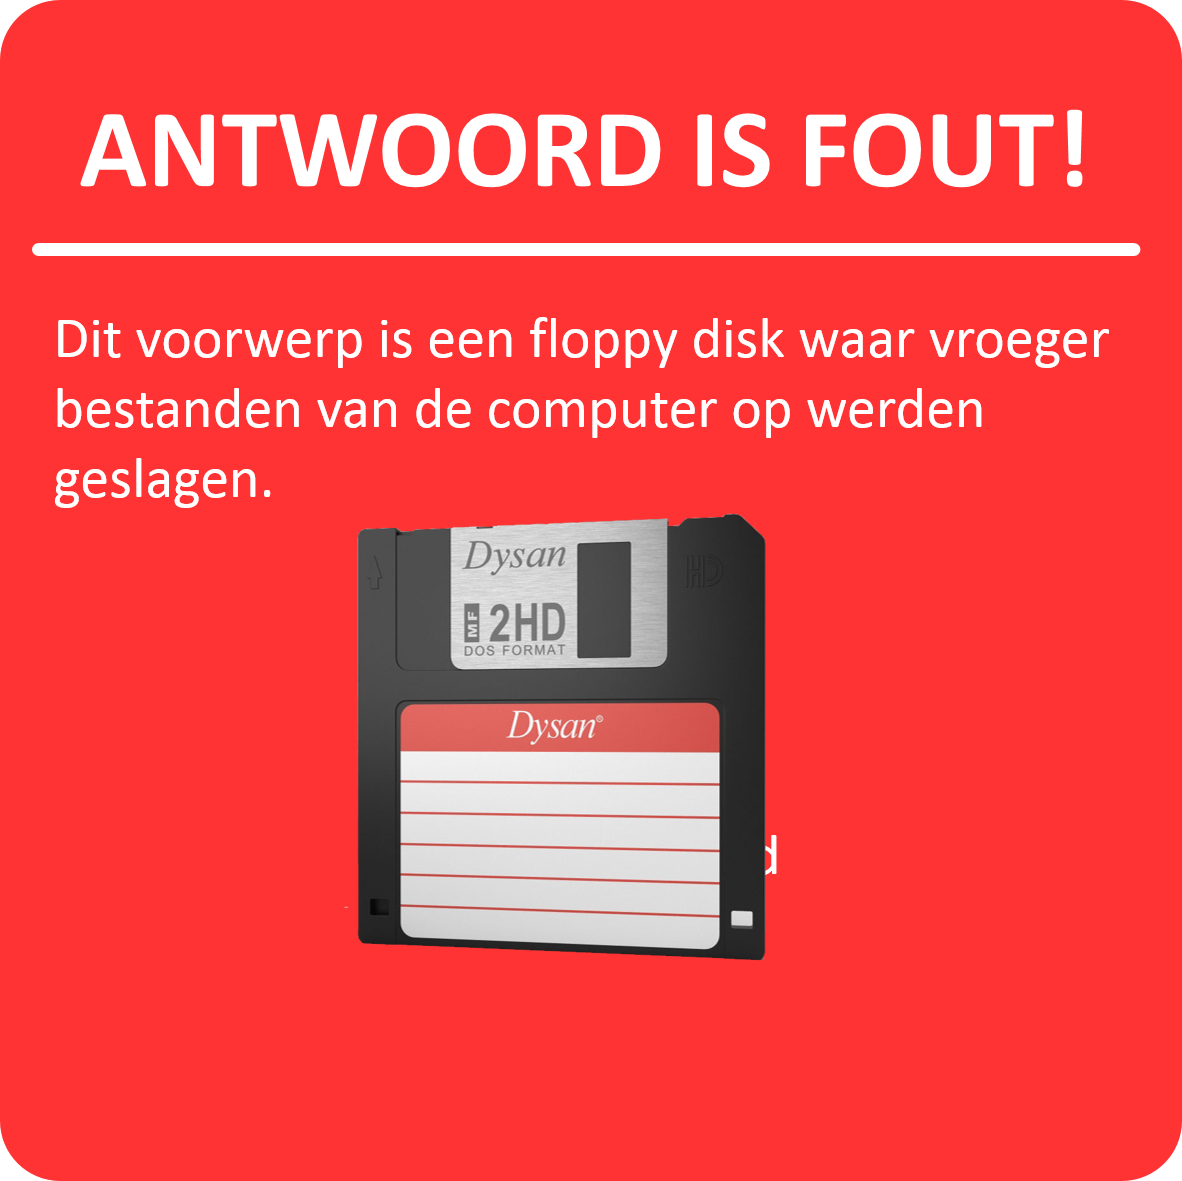 ANTWOORD IS FOUT!
Dit voorwerp is een floppy disk waar vroeger
bestanden van de computer op werden
geslagen.
Dysan
HD
MF 2HD
DOS FORMAT
Dysan®
d